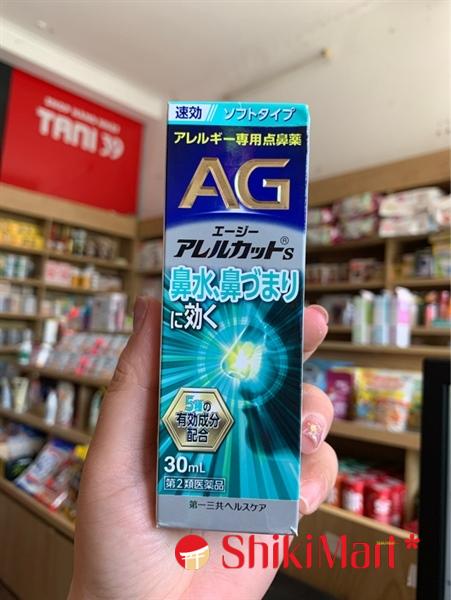 SHOP HÀNG NHẬT
TANI 39
速効 ソフトタイプ
アレルギー専用点鼻薬
AG
エージー
アレルカット®S
鼻水、鼻づまり
に効く
5種の
有効成分
配合
30mL
第2類医薬品
第一三共ヘルスケア
ShikiMart*